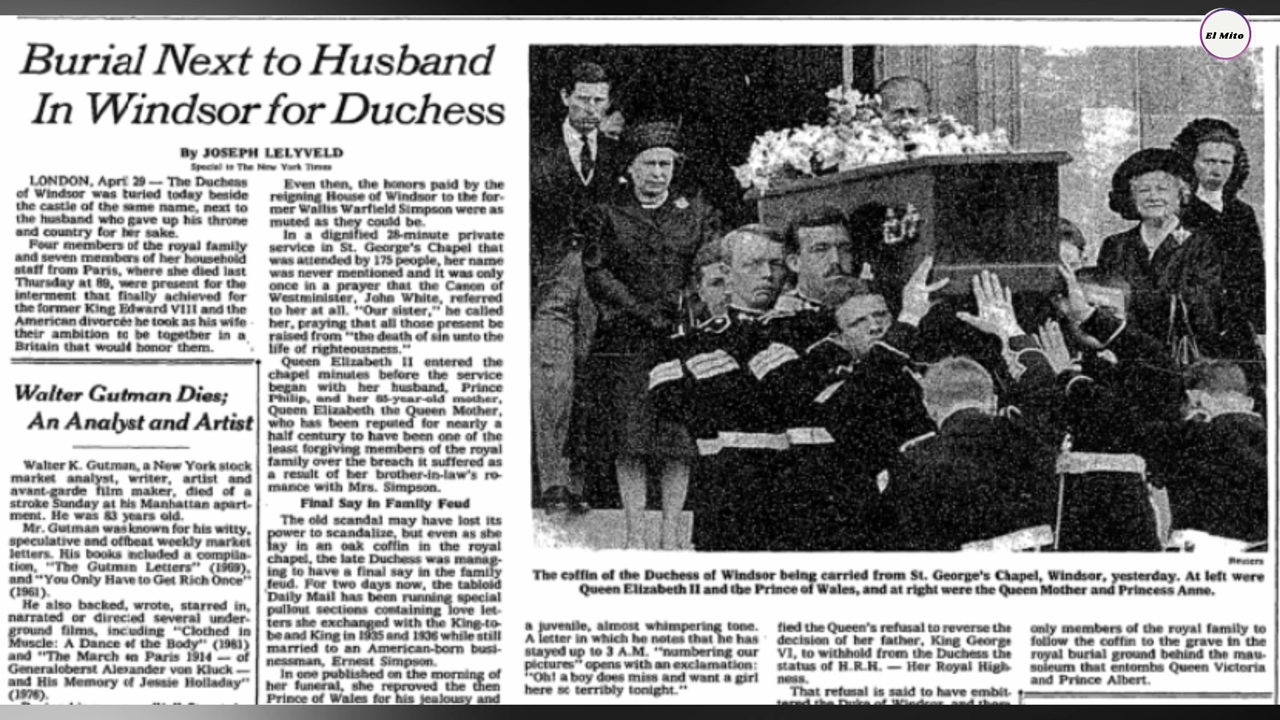 El Mito
Burial Next to Husband
In Windsor for Duchess
By JOSEPH LELYVELD
Special to The New York Times
LONDON, April 29 — The Duchess
of Windsor was buried today beside
the castle of the same name, next to
the husband who gave up his throne
and country for her sake.
Four members of the royal family
and seven members of her household
staff from Paris, where she died last
Thursday at 89, were present for the
interment that finally achieved for
the former King Edward VIII and the
American divorcée he took as his wife
their ambition to be together in a
Britain that would honor them.
Even then, the honors paid by the
reigning House of Windsor to the for-
mer Wallis Warfield Simpson were as
muted as they could be.
In a dignified 28-minute private
service in St. George's Chapel that
was attended by 175 people, her name
was never mentioned and it was only
once in a prayer that the Canon of
Westminister, John White, referred
to her at all. "Our sister," he called
her, praying that all those present be
raised from "the death of sin unto the
life of righteousness."
Queen Elizabeth II entered the
chapel minutes before the service
began with her husband, Prince
Philip, and her 85-year-old mother,
Queen Elizabeth the Queen Mother,
who has been reputed for nearly a
half century to have been one of the
least forgiving members of the royal
family over the breach it suffered as
a result of her brother-in-law's ro-
mance with Mrs. Simpson.
Final Say in Family Feud
The old scandal may have lost its
power to scandalize, but even as she
lay in an oak coffin in the royal
chapel, the late Duchess was manag-
ing to have a final say in the family
feud. For two days now, the tabloid
Daily Mail has been running special
pullout sections containing love let-
ters she exchanged with the King-to-
be and King in 1935 and 1936 while still
married to an American-born busi-
nessman, Ernest Simpson.
In one published on the morning of
her funeral, she reproved the then
Prince of Wales for his jealousy and
Walter Gutman Dies;
An Analyst and Artist
Walter K. Gutman, a New York stock
market analyst, writer, artist and
avant-garde film maker, died of a
stroke Sunday at his Manhattan apart-
ment. He was 83 years old.
Mr. Gutman was known for his witty,
speculative and offbeat weekly market
letters. His books included a compila-
tion, "The Gutman Letters" (1969),
and "You Only Have to Get Rich Once"
(1961).
He also backed, wrote, starred in,
narrated or directed several under-
ground films, including "Clothed in
Muscle: A Dance of the Body" (1981)
and "The March on Paris 1914 — of
Generaloberst Alexander von Kluck —
and His Memory of Jessie Holladay"
(1976).
Reuters
The coffin of the Duchess of Windsor being carried from St. George's Chapel, Windsor, yesterday. At left were
Queen Elizabeth II and the Prince of Wales, and at right were the Queen Mother and Princess Anne.
a juvenile, almost whimpering tone.
A letter in which he notes that he has
stayed up to 3 A.M. "numbering our
pictures" opens with an exclamation:
"Oh! a boy does miss and want a girl
here so terribly tonight."
fied the Queen's refusal to reverse the
decision of her father, King George
VI, to withhold from the Duchess the
status of H.R.H. — Her Royal High-
ness.
That refusal is said to have embit-
tered the Duke of Windsor, and
only members of the royal family to
follow the coffin to the grave in the
royal burial ground behind the mau-
soleum that entombs Queen Victoria
and Prince Albert.